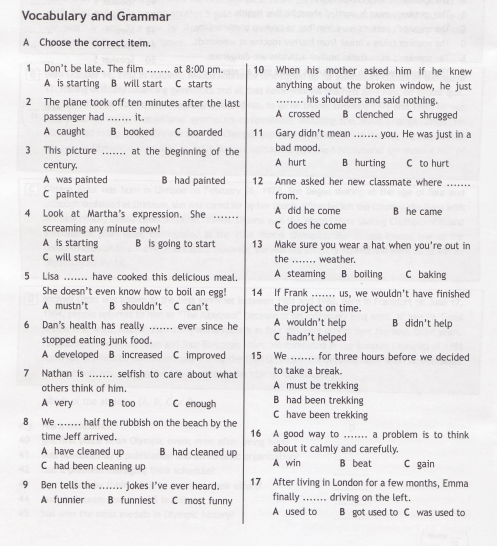 Vocabulary and Grammar
A Choose the correct item.
1 Don't be late. The film ....... at 8:00 pm.
A is starting B will start C starts
2 The plane took off ten minutes after the last
passenger had ....... it.
A caught B booked C boarded
3 This picture ....... at the beginning of the
century.
A was painted B had painted
C painted
4 Look at Martha's expression. She .......
screaming any minute now!
A is starting B is going to start
C will start
5 Lisa ....... have cooked this delicious meal.
She doesn't even know how to boil an egg!
A mustn't B shouldn't C can't
6 Dan's health has really ....... ever since he
stopped eating junk food.
A developed B increased C improved
7 Nathan is ....... selfish to care about what
others think of him.
A very B too C enough
8 We ....... half the rubbish on the beach by the
time Jeff arrived.
A have cleaned up B had cleaned up
C had been cleaning up
9 Ben tells the ....... jokes I've ever heard.
A funnier B funniest C most funny
10 When his mother asked him if he knew
anything about the broken window, he just
........ his shoulders and said nothing.
A crossed B clenched C shrugged
11 Gary didn't mean ....... you. He was just in a
bad mood.
A hurt B hurting C to hurt
12 Anne asked her new classmate where .......
from.
A did he come B he came
C does he come
13 Make sure you wear a hat when you're out in
the ....... weather.
A steaming B boiling C baking
14 If Frank ....... us, we wouldn't have finished
the project on time.
A wouldn't help B didn't help
C hadn't helped
15 We ....... for three hours before we decided
to take a break.
A must be trekking
B had been trekking
C have been trekking
16 A good way to ....... a problem is to think
about it calmly and carefully.
A win B beat C gain
17 After living in London for a few months, Emma
finally ....... driving on the left.
A used to B got used to C was used to